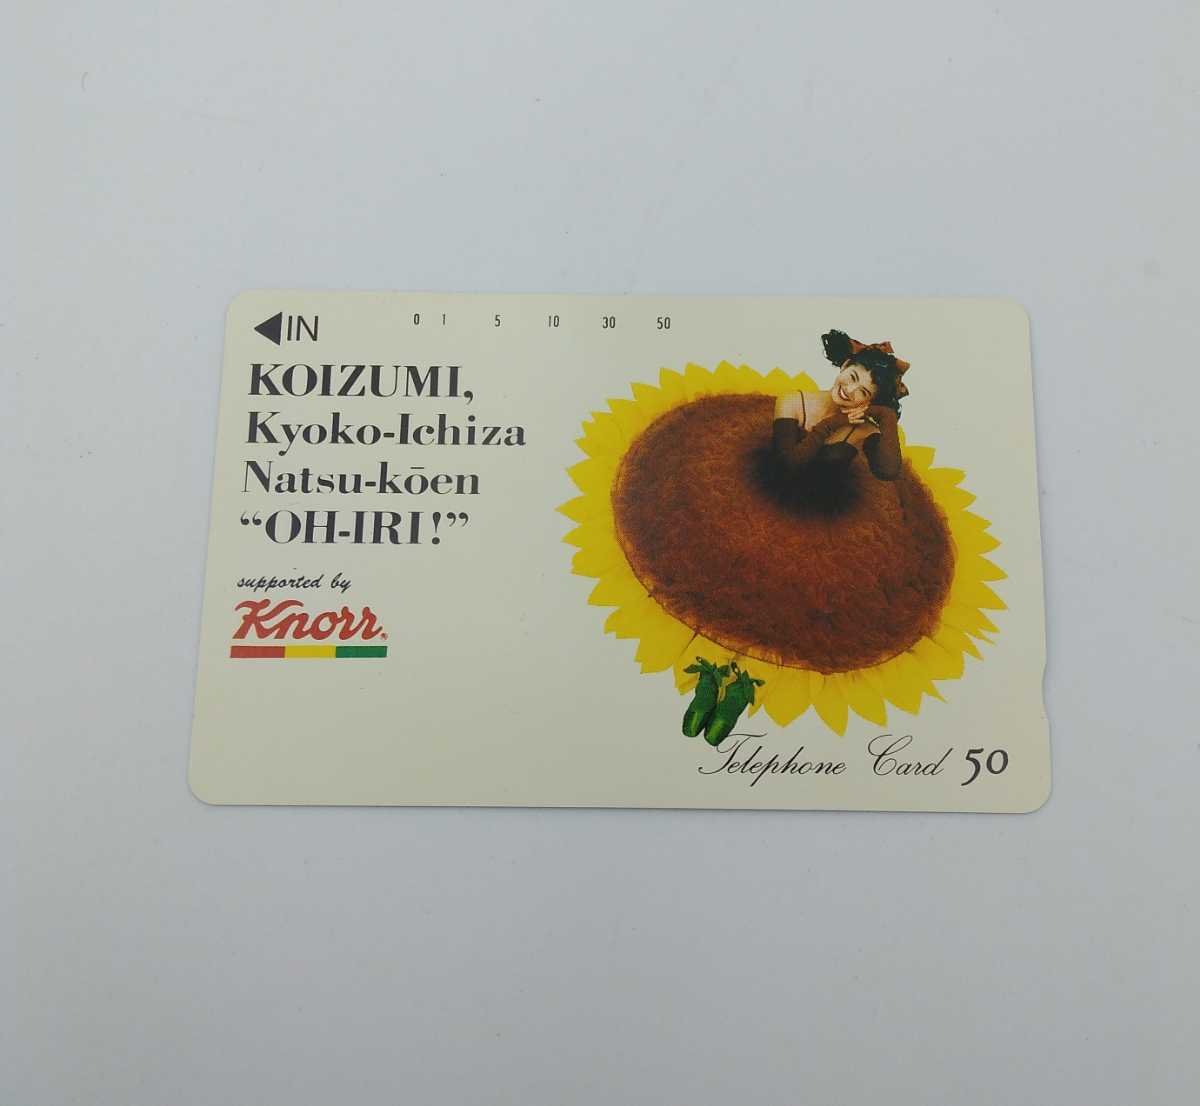 IN 0 1 5 10 30 50
KOIZUMI,
Kyoko-Ichiza
Natsu-kōen
“OH-IRI!”
supported by
Knorr®
Telephone Card 50